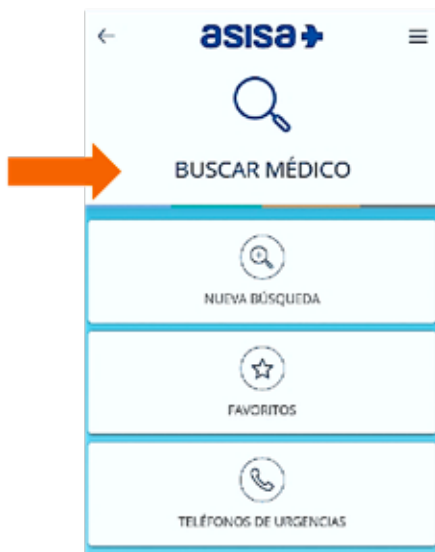 asisa
BUSCAR MÉDICO
NUEVA BÚSQUEDA
FAVORITOS
TELÉFONOS DE URGENCIAS